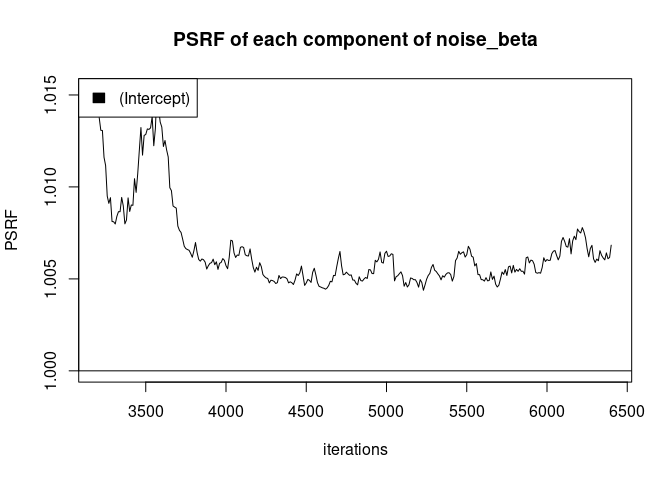 PSRF of each component of noise_beta
(Intercept)
1.015
1.010
1.005
1.000
PSRF
3500 4000 4500 5000 5500 6000 6500
iterations